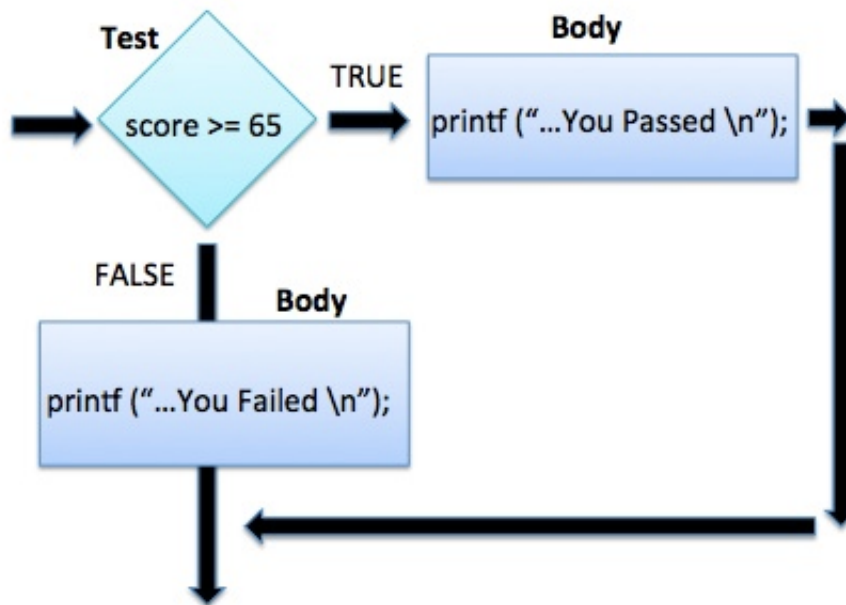 Test
score >= 65
TRUE
Body
printf (“…You Passed \n”);
FALSE
Body
printf (“…You Failed \n”);